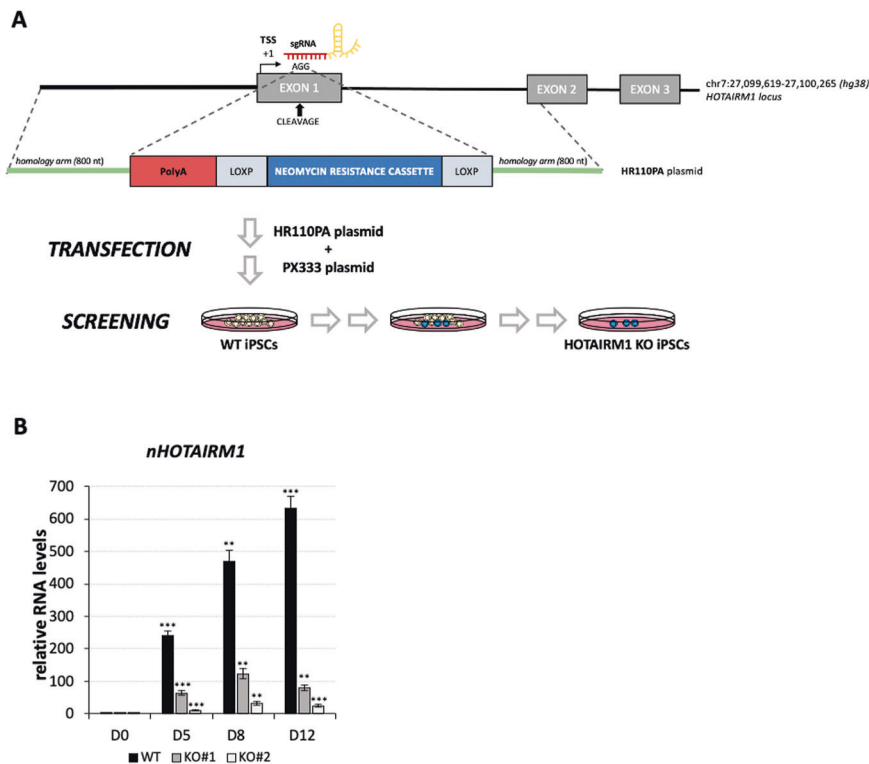 A
TSS
+1
sgRNA
AGG
EXON 1
EXON 2
EXON 3
chr7:27,099,619-27,100,265 (hg38)
HOTAIRM1 locus
CLEAVAGE
homology arm (800 nt)
homology arm (800 nt)
PolyA
LOXP
NEOMYCIN RESISTANCE CASSETTE
LOXP
HR110PA plasmid
TRANSFECTION
HR110PA plasmid
+
PX333 plasmid
SCREENING
WT iPSCs
HOTAIRM1 KO iPSCs
B
nHOTAIRM1
relative RNA levels
700
600
500
400
300
200
100
0
***
***
***
**
**
**
***
**
***
D0
D5
D8
D12
WT
KO#1
KO#2